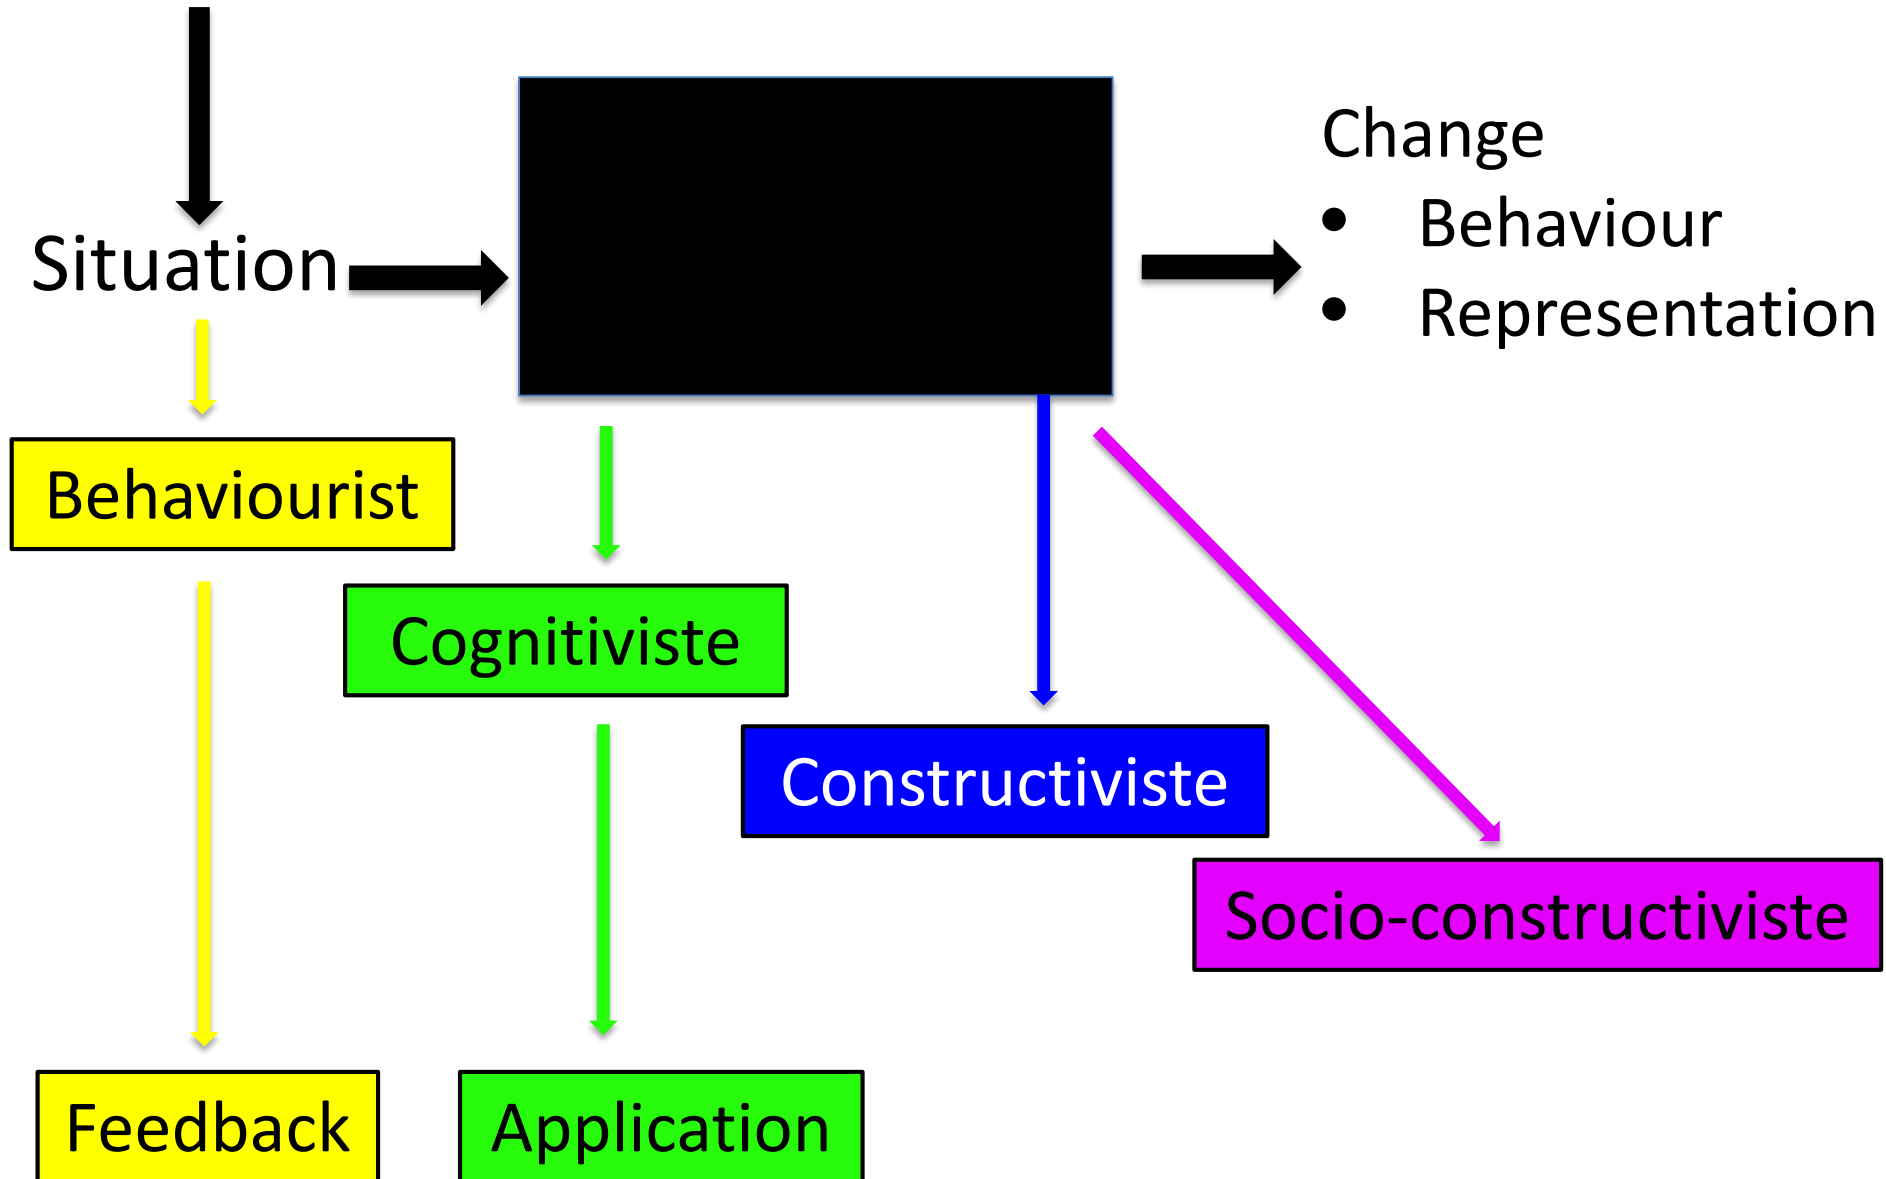 Change
• Behaviour
• Representation
Situation
Behaviourist
Cognitiviste
Constructiviste
Socio-constructiviste
Feedback
Application